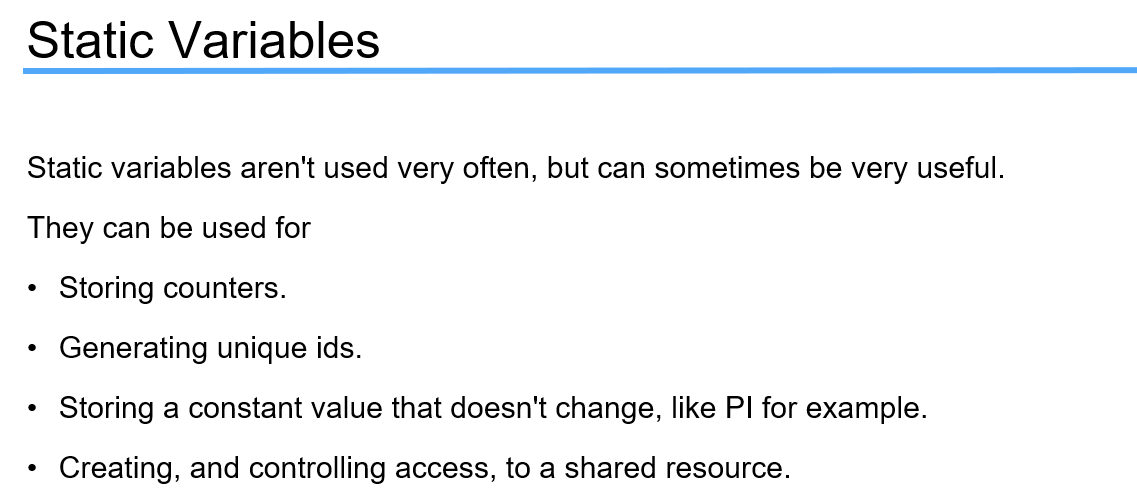 Static Variables
Static variables aren't used very often, but can sometimes be very useful.
They can be used for
• Storing counters.
• Generating unique ids.
• Storing a constant value that doesn't change, like PI for example.
• Creating, and controlling access, to a shared resource.